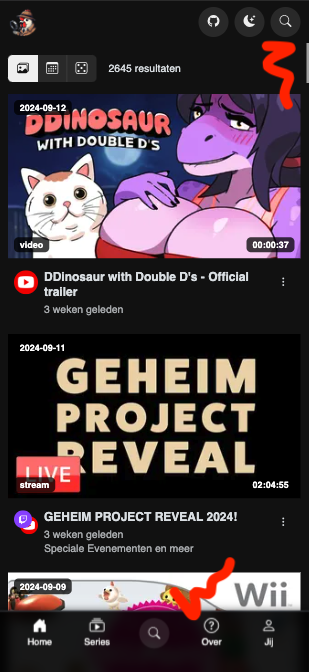 2645 resultaten
2024-09-12
DDINOSAUR
WITH DOUBLE D'S
video
00:00:37
DDinosaur with Double D's - Official
trailer
3 weken geleden
2024-09-11
GEHEIM
PROJECT
REVEAL
LIVE
stream
02:04:55
GEHEIM PROJECT REVEAL 2024!
3 weken geleden
Speciale Evenementen en meer
2024-09-09
Wii
Home
Series
Over
Jij